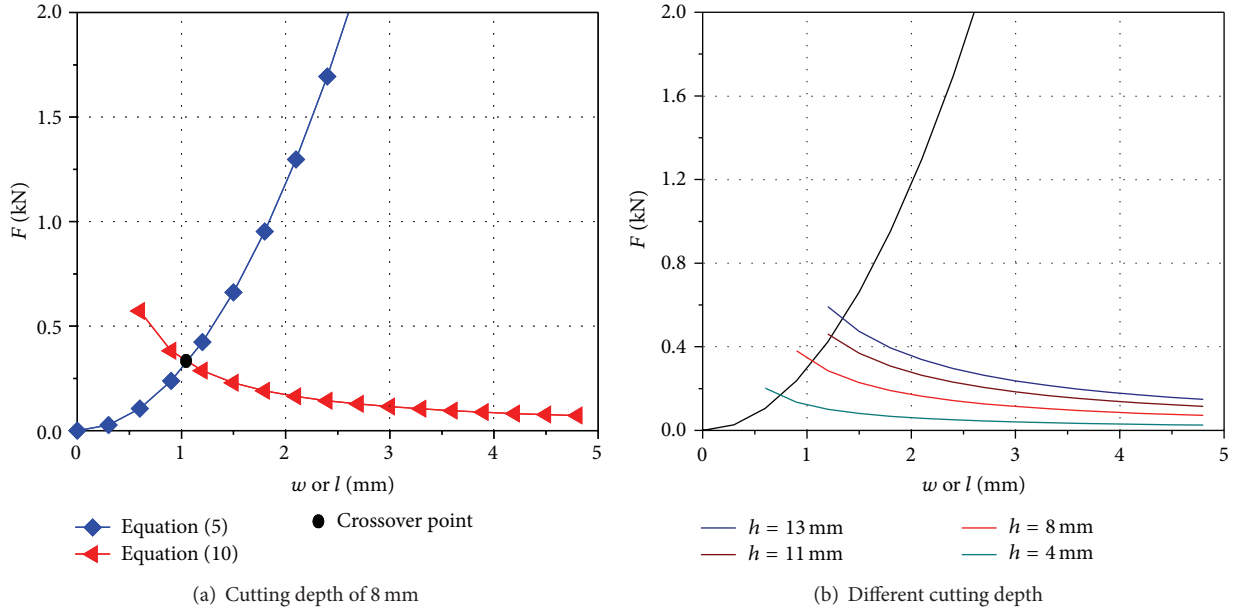 2.0
1.5
1.0
0.5
0.0
F (kN)
0 1 2 3 4 5
w or l (mm)
Equation (5)
Equation (10)
Crossover point
(a) Cutting depth of 8 mm
2.0
1.6
1.2
0.8
0.4
0.0
F (kN)
0 1 2 3 4 5
w or l (mm)
h = 13 mm
h = 11 mm
h = 8 mm
h = 4 mm
(b) Different cutting depth